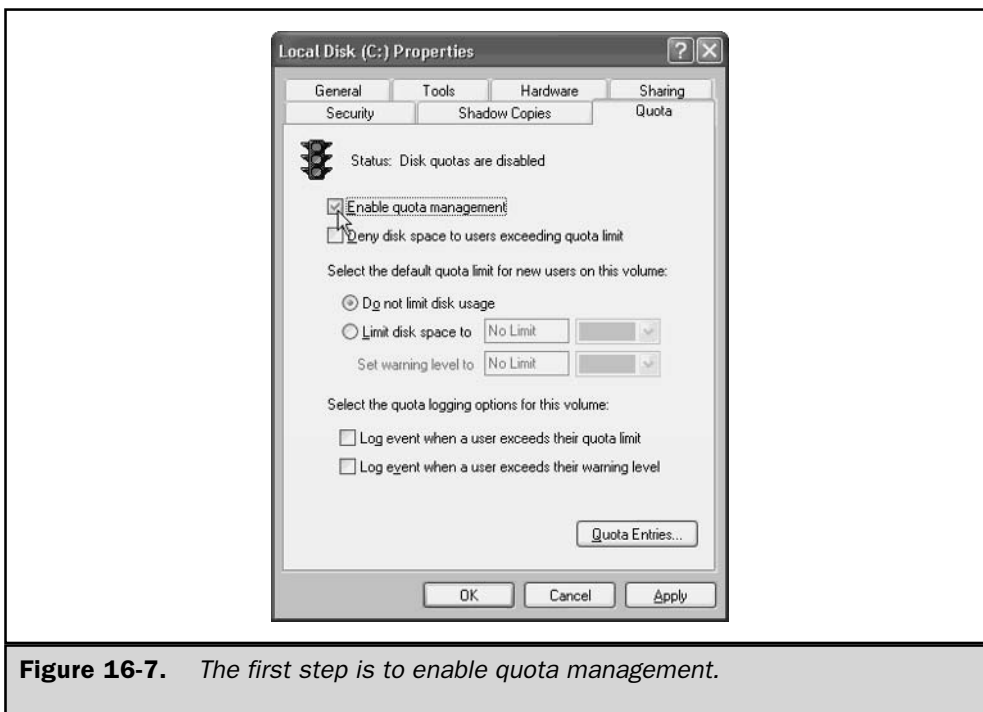 Local Disk (C:) Properties
General Tools Hardware Sharing
Security Shadow Copies Quota
Status: Disk quotas are disabled
Enable quota management
Deny disk space to users exceeding quota limit
Select the default quota limit for new users on this volume:
Do not limit disk usage
Limit disk space to No Limit
Set warning level to No Limit
Select the quota logging options for this volume:
Log event when a user exceeds their quota limit
Log event when a user exceeds their warning level
Quota Entries...
OK Cancel Apply
Figure 16-7. The first step is to enable quota management.